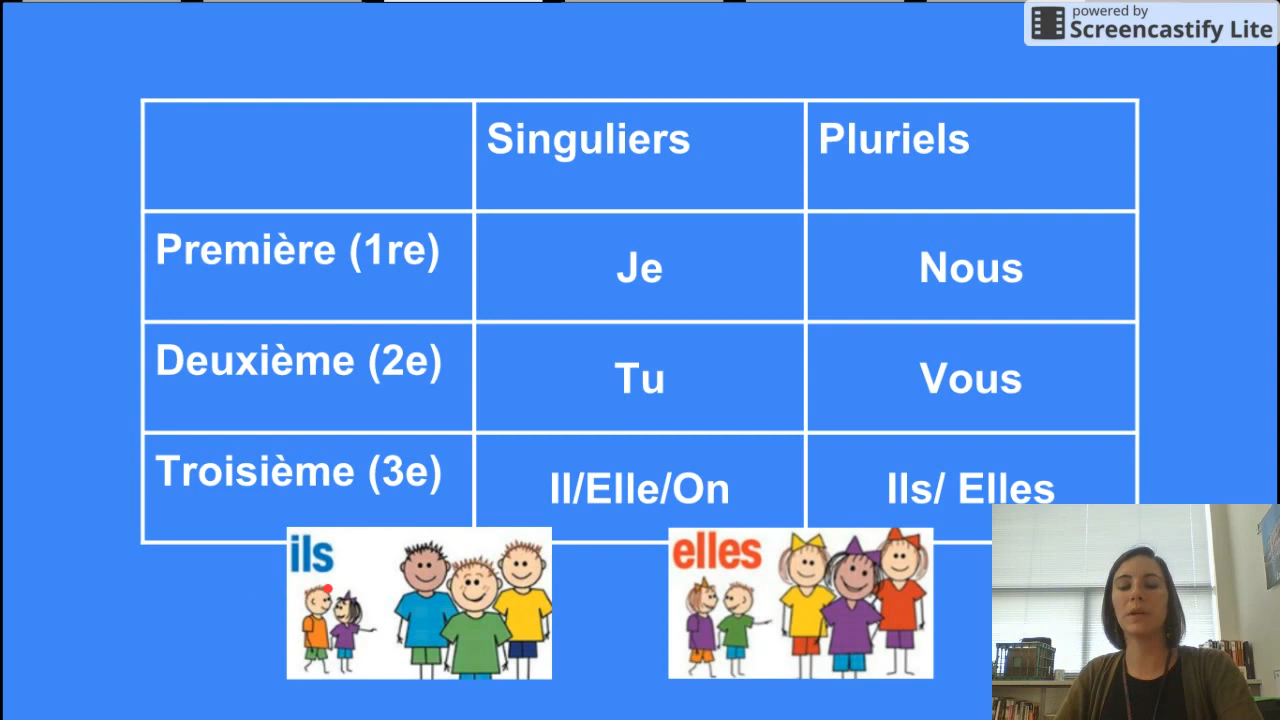 powered by
Screencastify Lite
Singuliers Pluriels
Première (1re) Je Nous
Deuxième (2e) Tu Vous
Troisième (3e) Il/Elle/On Ils/ Elles
ils elles